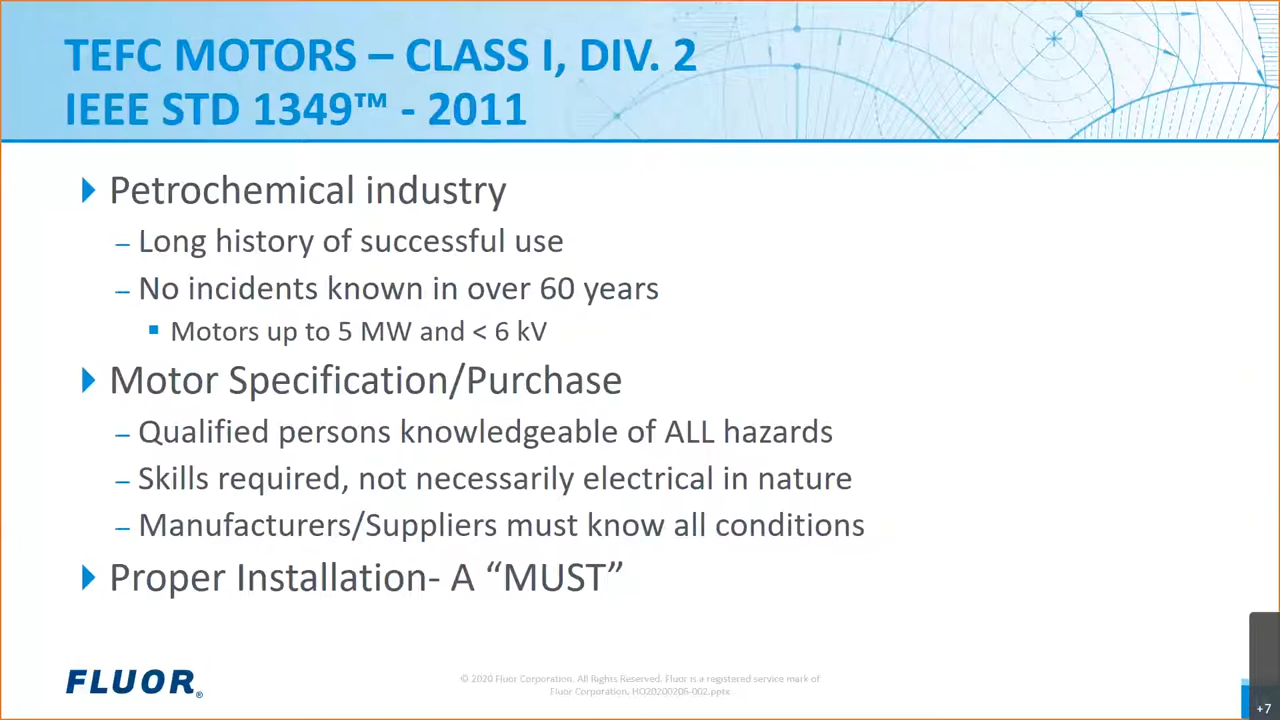 TEFC MOTORS – CLASS I, DIV. 2
IEEE STD 1349™ - 2011
Petrochemical industry
– Long history of successful use
– No incidents known in over 60 years
Motors up to 5 MW and < 6 kV
Motor Specification/Purchase
– Qualified persons knowledgeable of ALL hazards
– Skills required, not necessarily electrical in nature
– Manufacturers/Suppliers must know all conditions
Proper Installation- A “MUST”
FLUOR®
© 2020 Fluor Corporation. All Rights Reserved. Fluor is a registered service mark of
Fluor Corporation, HO20200206-002.pptx
+7